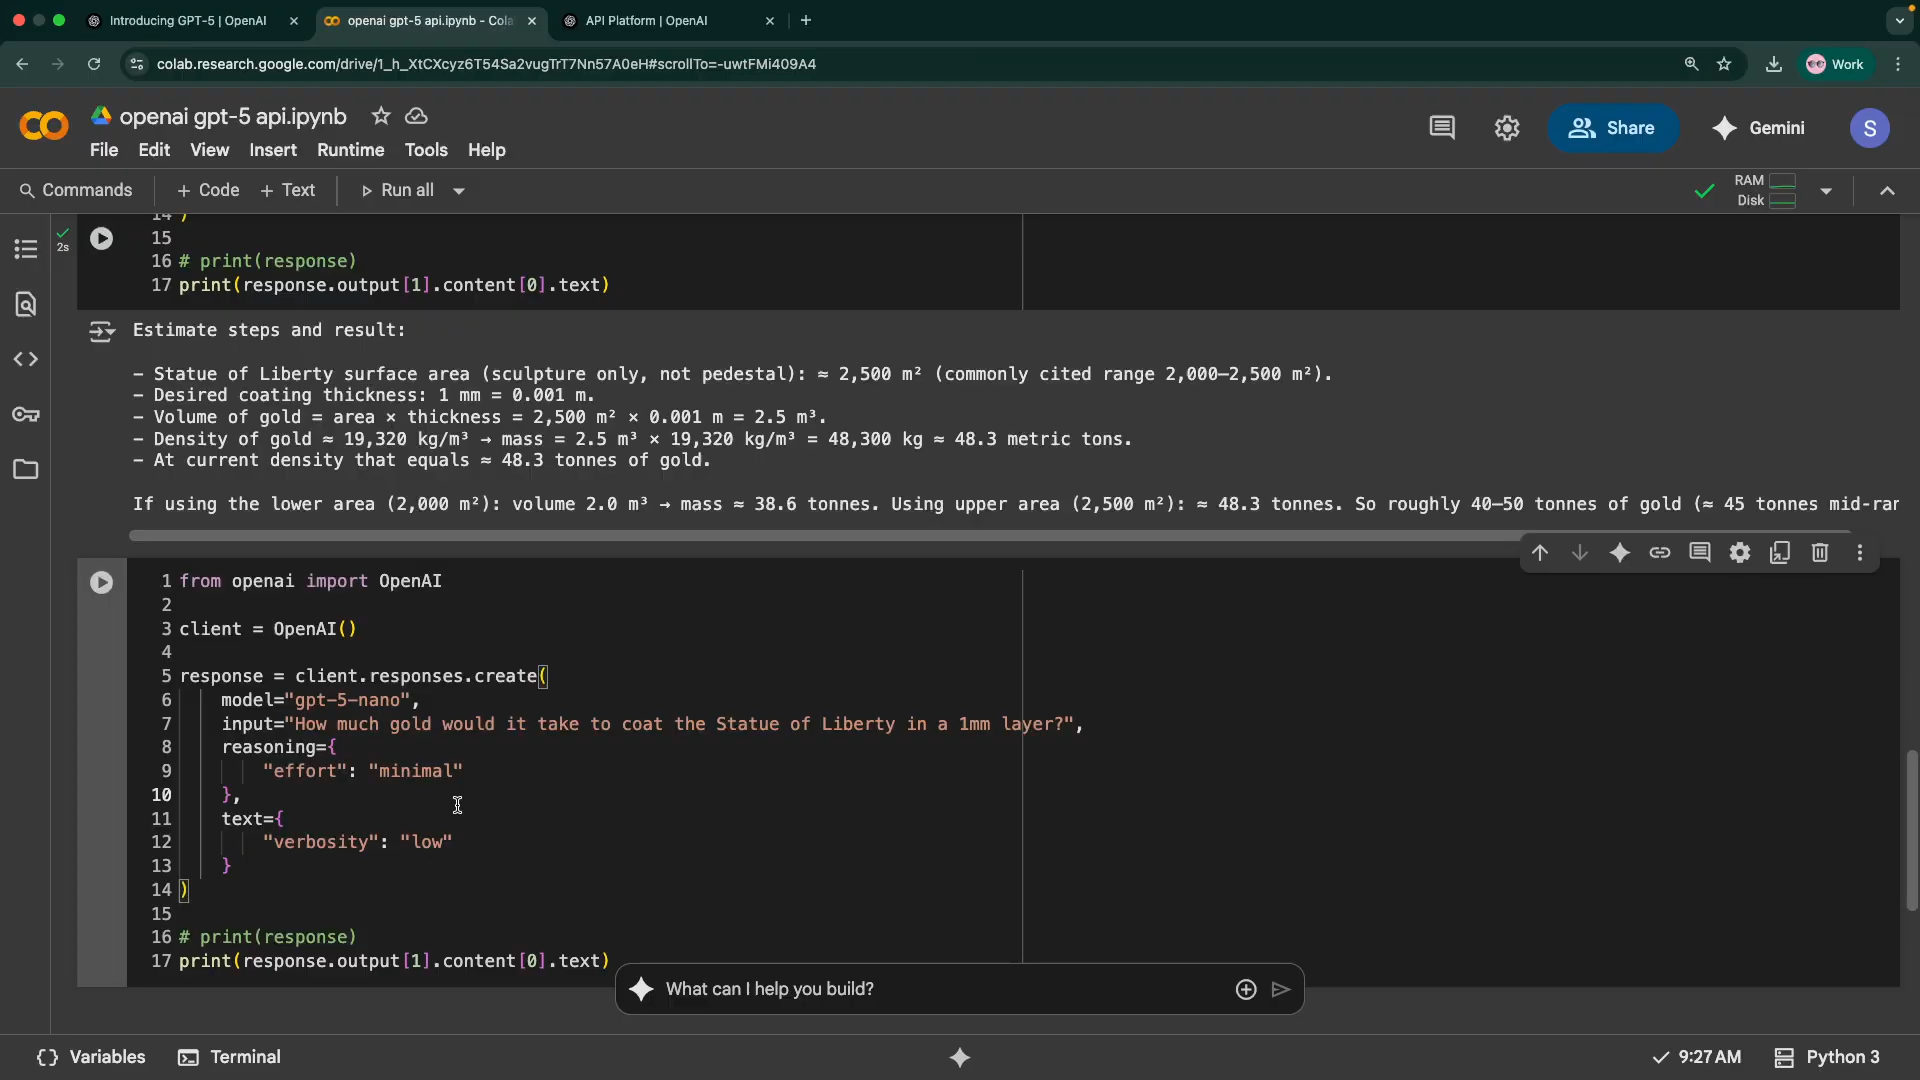 Introducing GPT-5 | OpenAI
openai gpt-5 api.ipynb - Cola
API Platform | OpenAI
colab.research.google.com/drive/1_h_XtCXcyz6T54Sa2vugTrT7Nn57A0eH#scrollTo=-uwtFMi409A4
Work
openai gpt-5 api.ipynb
Share
Gemini
S
File Edit View Insert Runtime Tools Help
Commands + Code + Text Run all
RAM
Disk
2s
14 )
15
16 # print(response)
17 print(response.output[1].content[0].text)
Estimate steps and result:
– Statue of Liberty surface area (sculpture only, not pedestal): ≈ 2,500 m² (commonly cited range 2,000–2,500 m²).
– Desired coating thickness: 1 mm = 0.001 m.
– Volume of gold = area × thickness = 2,500 m² × 0.001 m = 2.5 m³.
– Density of gold ≈ 19,320 kg/m³ → mass = 2.5 m³ × 19,320 kg/m³ = 48,300 kg ≈ 48.3 metric tons.
– At current density that equals ≈ 48.3 tonnes of gold.
If using the lower area (2,000 m²): volume 2.0 m³ → mass ≈ 38.6 tonnes. Using upper area (2,500 m²): ≈ 48.3 tonnes. So roughly 40–50 tonnes of gold (≈ 45 tonnes mid-ran
1 from openai import OpenAI
2
3 client = OpenAI()
4
5 response = client.responses.create(
6 model="gpt-5-nano",
7 input="How much gold would it take to coat the Statue of Liberty in a 1mm layer?",
8 reasoning={
9 "effort": "minimal"
10 },
11 text={
12 "verbosity": "low"
13 }
14 )
15
16 # print(response)
17 print(response.output[1].content[0].text)
What can I help you build?
Variables
Terminal
9:27 AM
Python 3